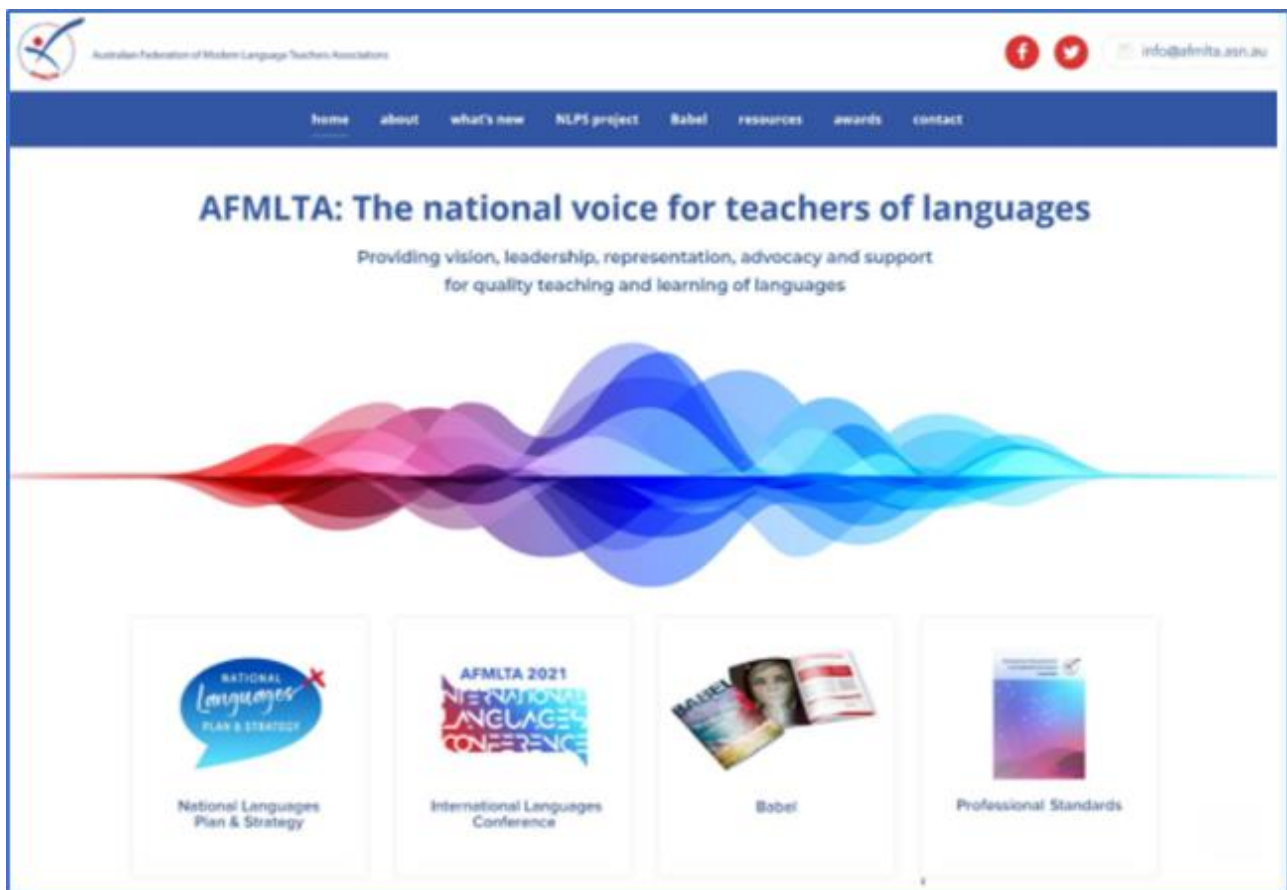 Australian Federation of Modern Language Teachers Associations
info@afmlta.asn.au
home about what's new NLPS project Babel resources awards contact
AFMLTA: The national voice for teachers of languages
Providing vision, leadership, representation, advocacy and support
for quality teaching and learning of languages
NATIONAL
Languages
PLAN & STRATEGY
National Languages
Plan & Strategy
AFMLTA 2021
INTERNATIONAL
LANGUAGES
CONFERENCE
International Languages
Conference
BABEL
Babel
Professional Standards